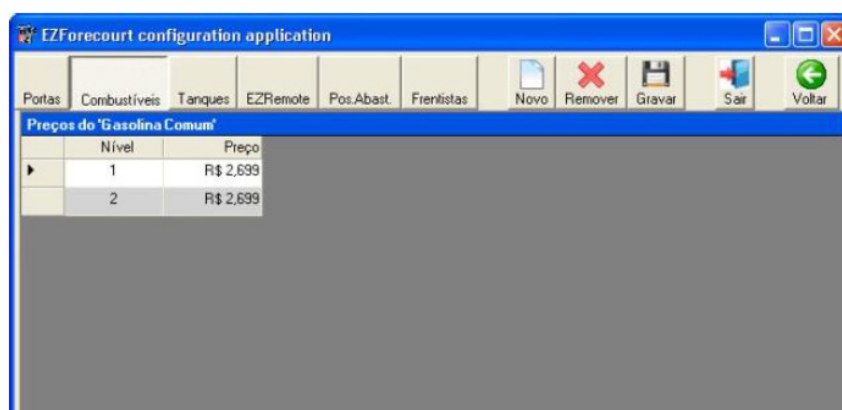 EZForecourt configuration application
Portas Combustíveis Tanques EZRemote Pos.Abast. Frentistas Novo Remover Gravar Sair Voltar
Preços do 'Gasolina Comum'
Nível Preço
1 R$ 2,699
2 R$ 2,699